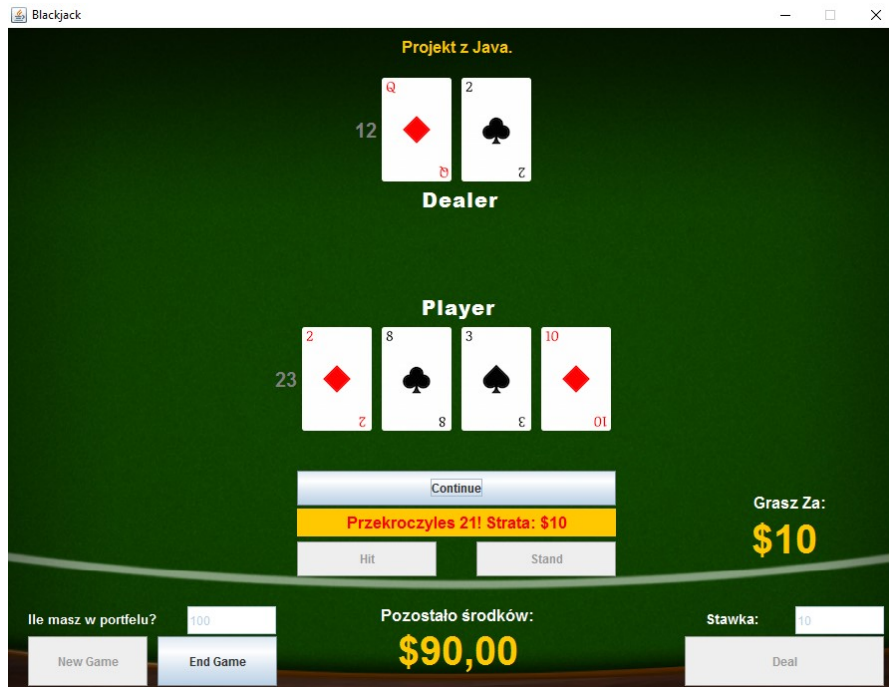 Blackjack
Projekt z Java.
Q 2
12
Q 2
Dealer
Player
2 8 3 10
23
2 8 3 10
Continue
Grasz Za:
Przekroczyles 21! Strata: $10
$10
Hit Stand
Ile masz w portfelu? 100
Pozostało środków:
Stawka: 10
$90,00
New Game End Game
Deal